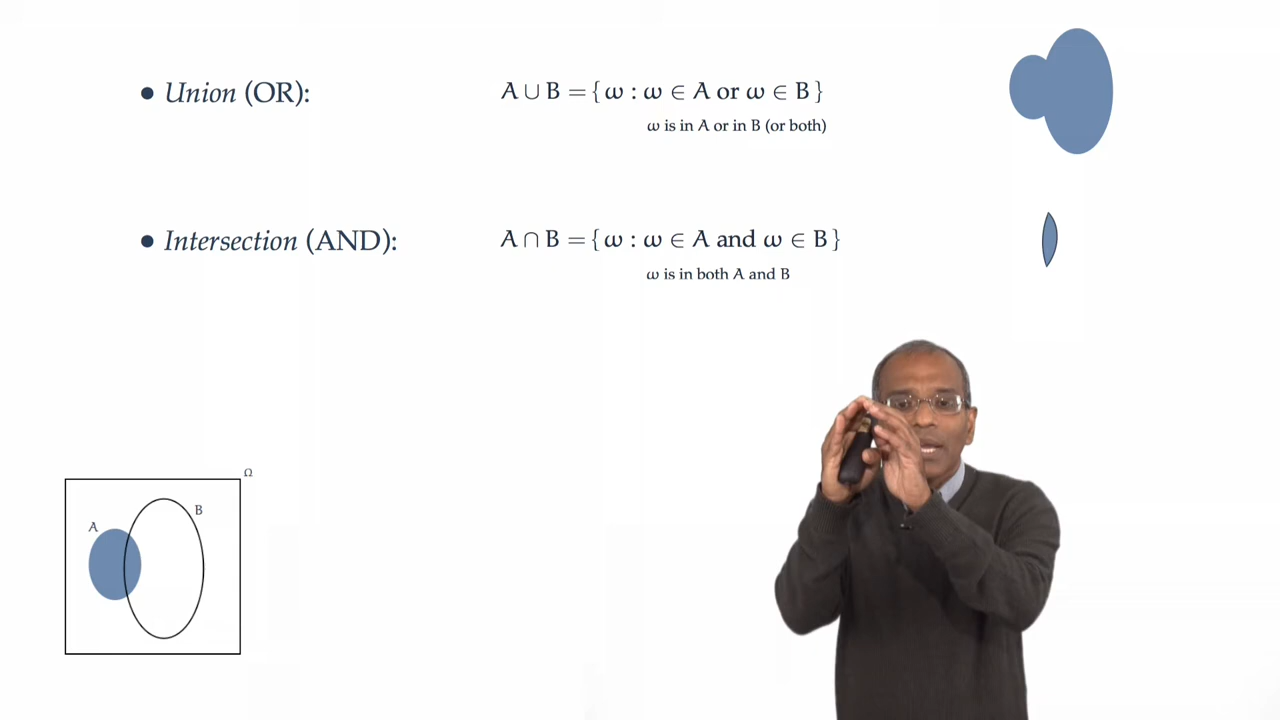 • Union (OR): A ∪ B = { ω : ω ∈ A or ω ∈ B }
ω is in A or in B (or both)
• Intersection (AND): A ∩ B = { ω : ω ∈ A and ω ∈ B }
ω is in both A and B
Ω
B
A